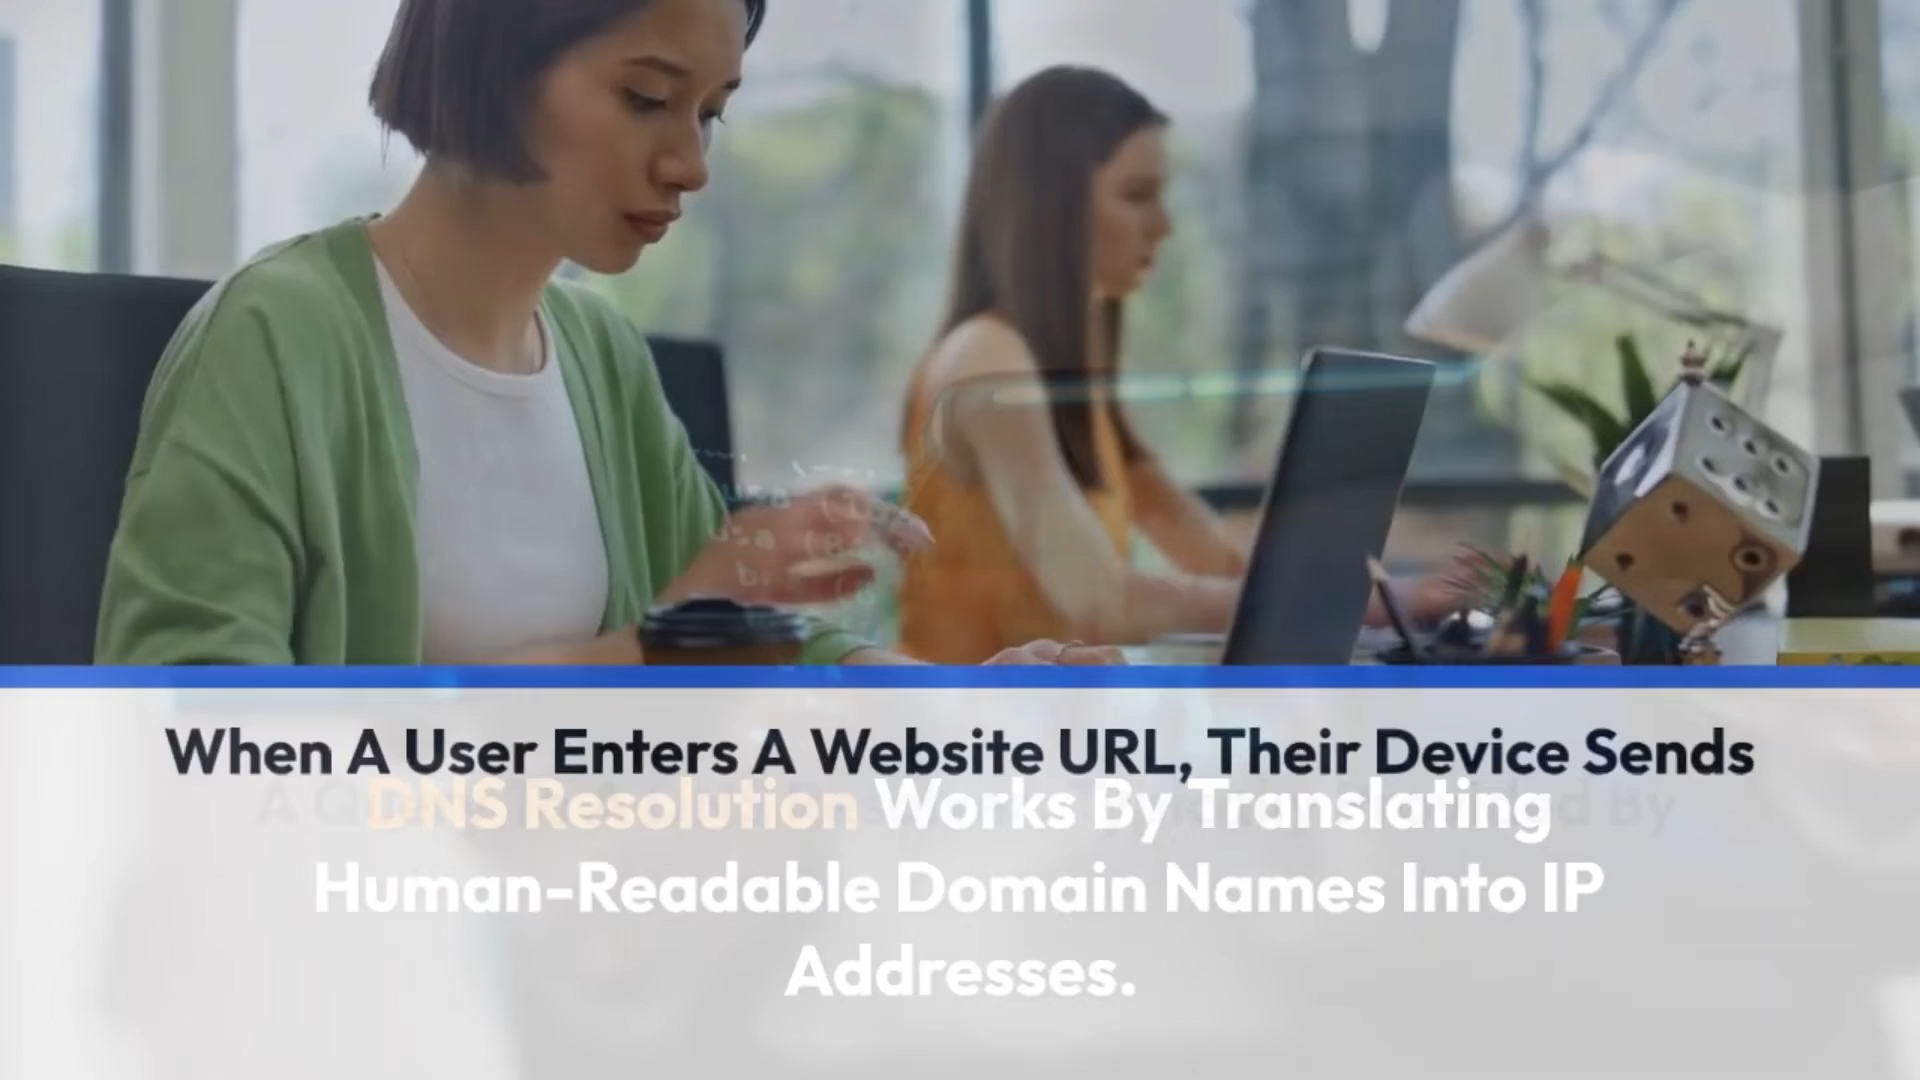 When A User Enters A Website URL, Their Device Sends
DNS Resolution Works By Translating
Human-Readable Domain Names Into IP
Addresses.